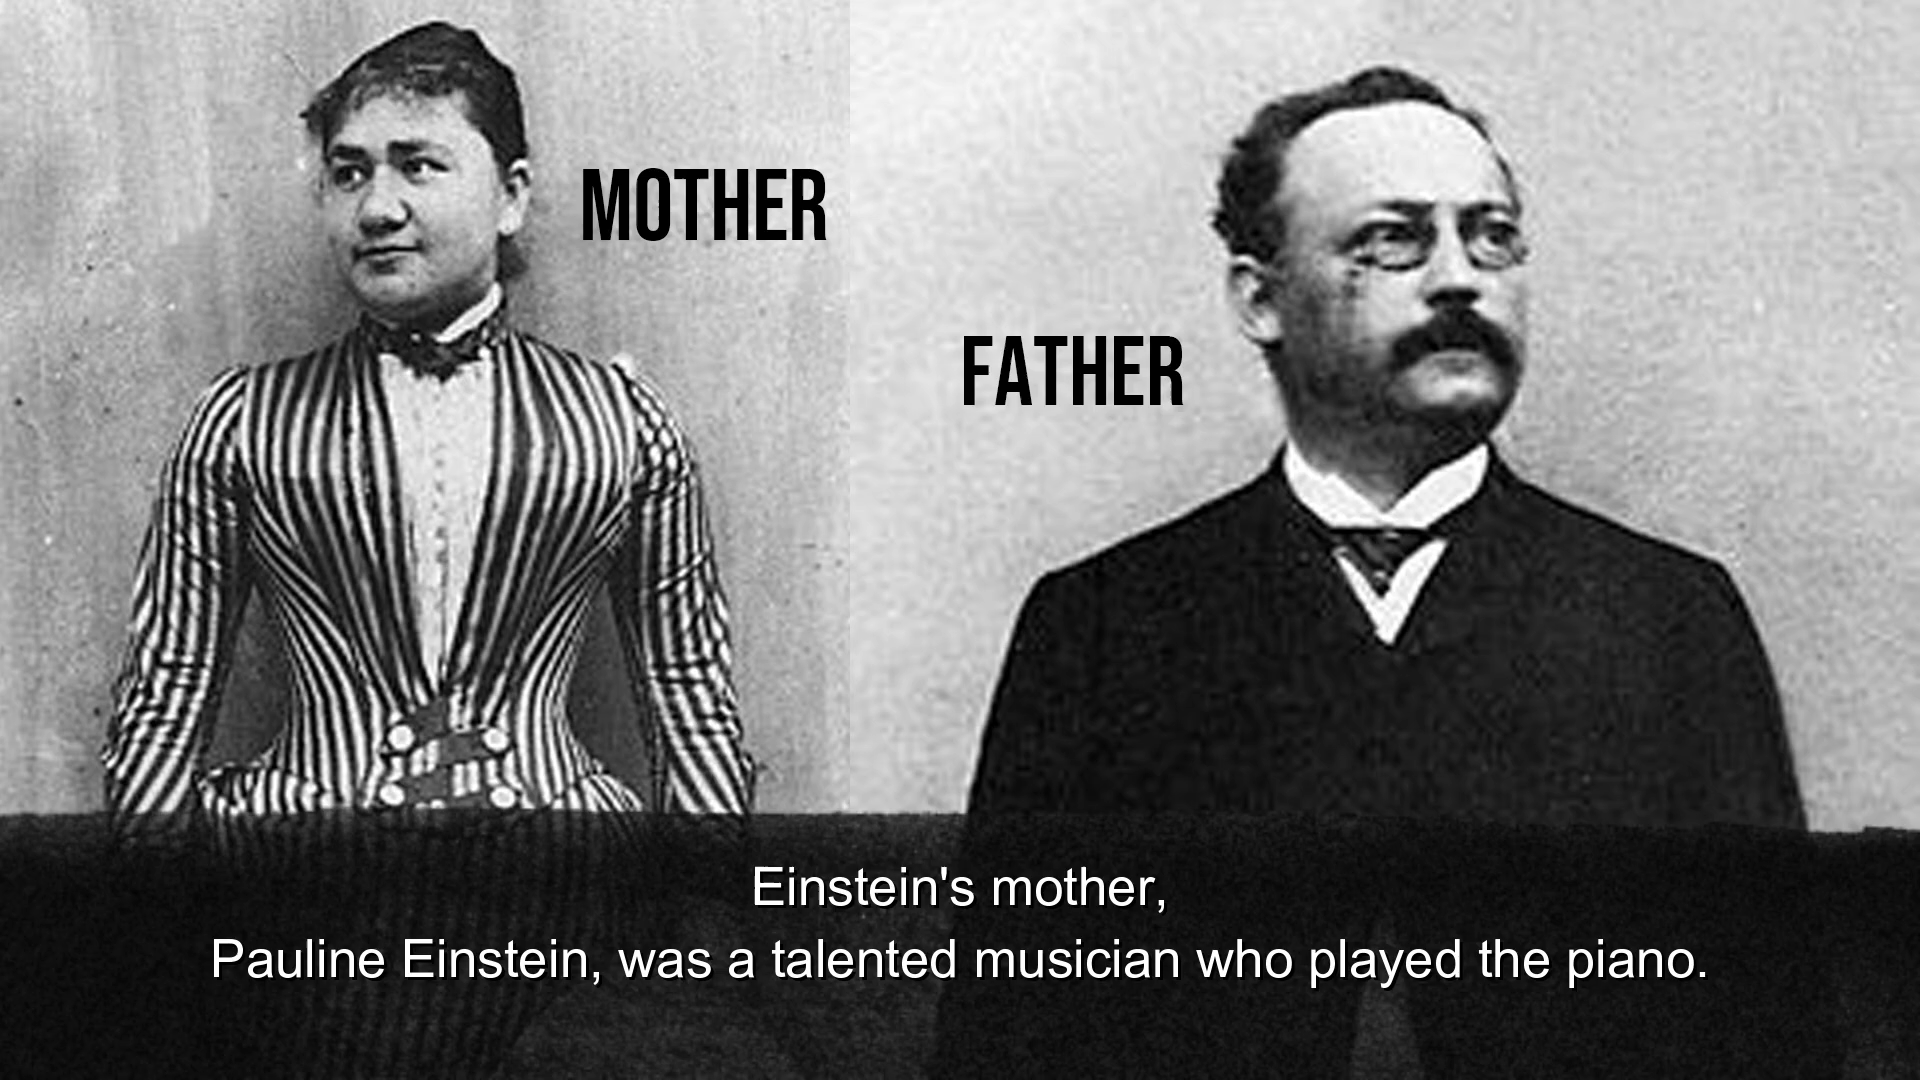 MOTHER
FATHER
Einstein's mother,
Pauline Einstein, was a talented musician who played the piano.